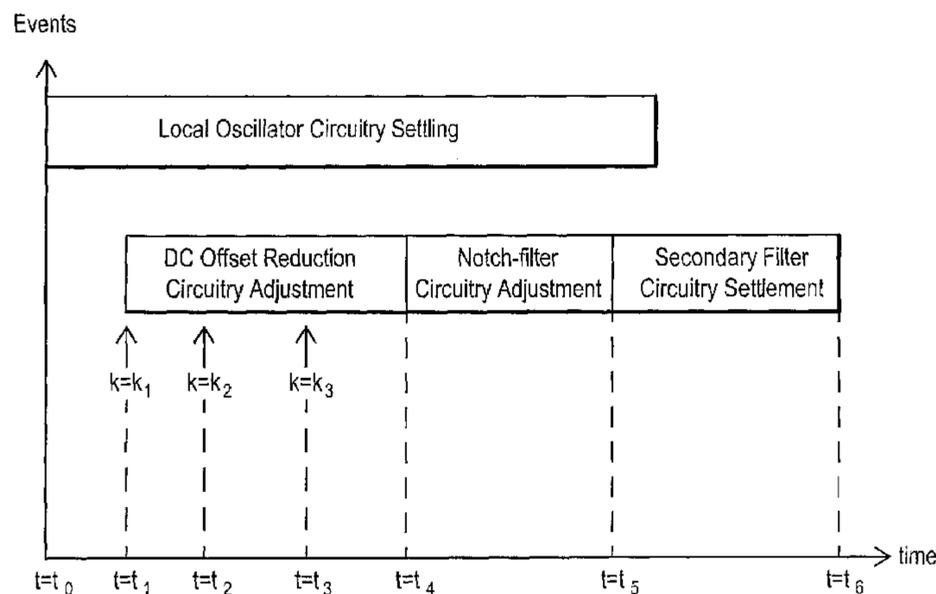 Events
Local Oscillator Circuitry Settling
DC Offset Reduction
Circuitry Adjustment
Notch-filter
Circuitry Adjustment
Secondary Filter
Circuitry Settlement
k=k1
k=k2
k=k3
time
t=t0
t=t1
t=t2
t=t3
t=t4
t=t5
t=t6